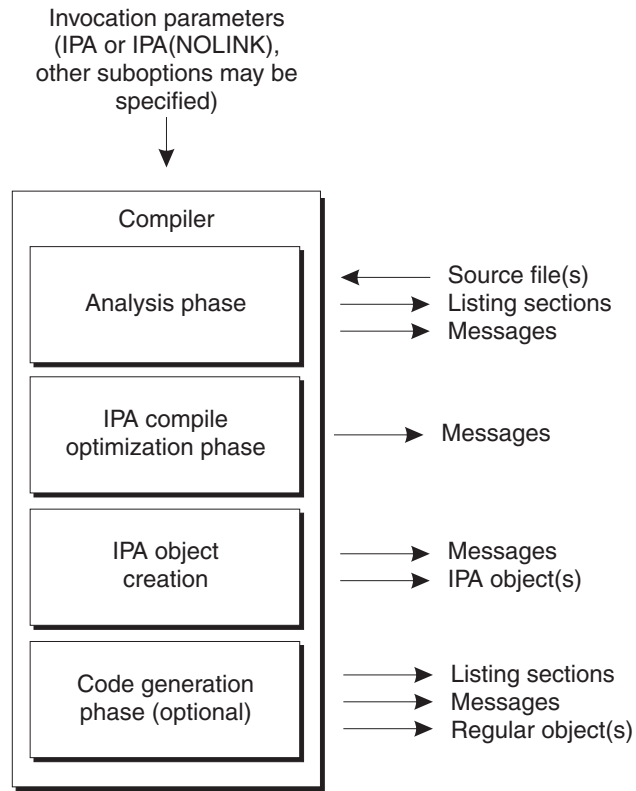 Invocation parameters
(IPA or IPA(NOLINK),
other suboptions may be
specified)
Compiler
Analysis phase
Source file(s)
Listing sections
Messages
IPA compile
optimization phase
Messages
IPA object
creation
Messages
IPA object(s)
Code generation
phase (optional)
Listing sections
Messages
Regular object(s)